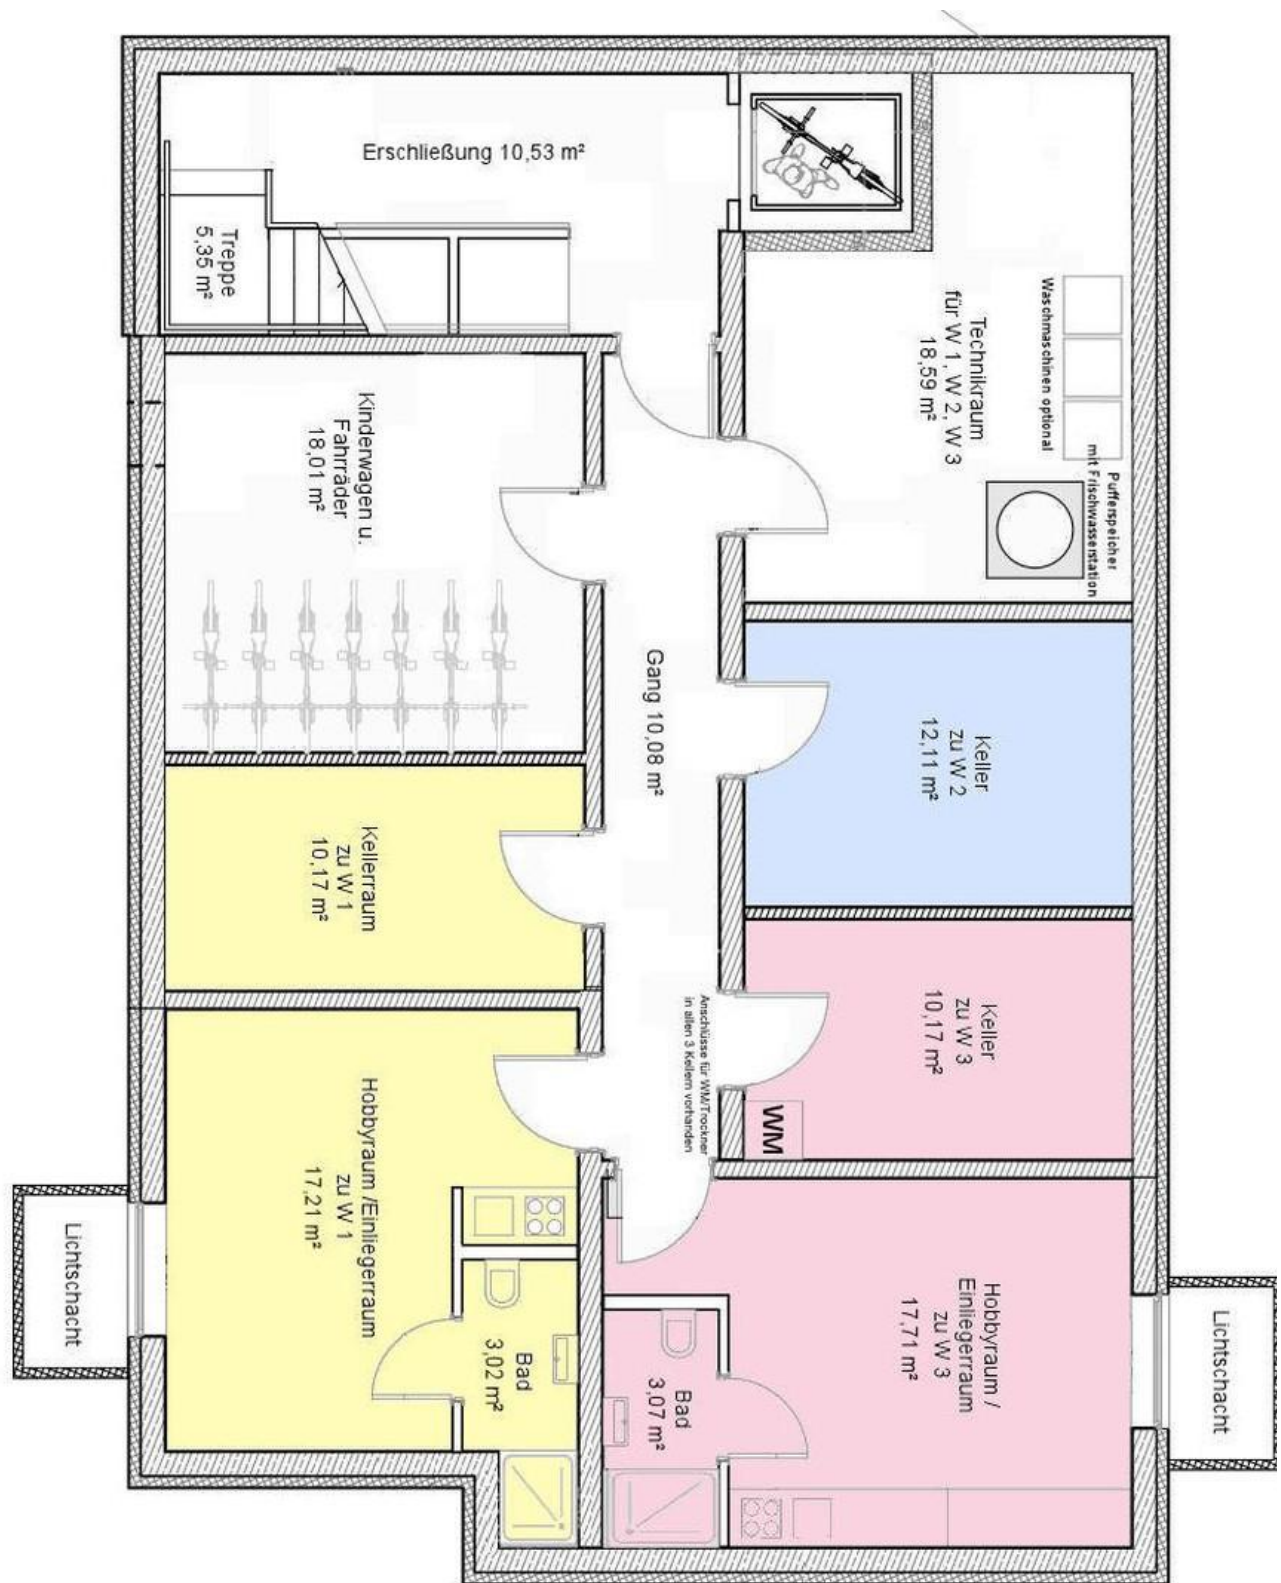 Erschließung 10,53 m²
Treppe
5,35 m²
Technikraum
für W 1, W 2, W 3
18,59 m²
Waschmaschinen optional
Pufferspeicher
mit Frischwasserstation
Kinderwagen u.
Fahrräder
18,01 m²
Gang 10,08 m²
Keller
zu W 2
12,11 m²
Kellerraum
zu W 1
10,17 m²
Keller
zu W 3
10,17 m²
Anschlüsse für WM/Trockner
in allen 3 Kellern vorhanden
WM
Hobbyraum /Einliegerraum
zu W 1
17,21 m²
Hobbyraum /
Einliegerraum
zu W 3
17,71 m²
Lichtschacht
Bad
3,02 m²
Bad
3,07 m²
Lichtschacht